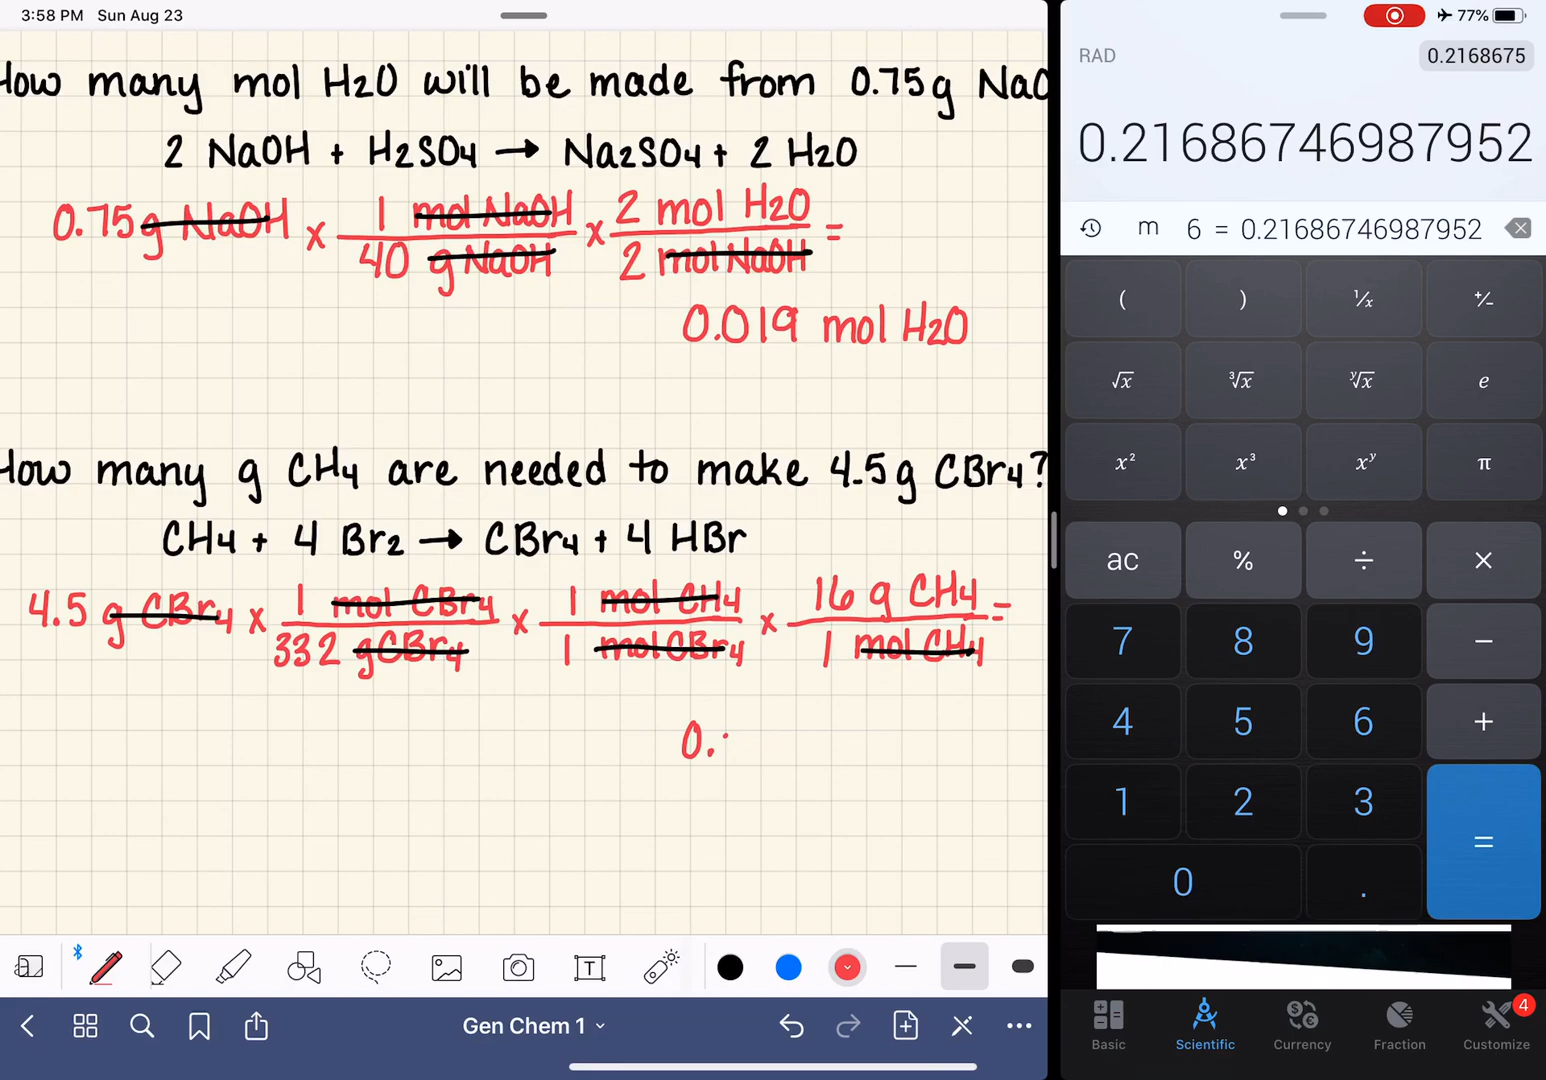 3:58 PM Sun Aug 23
77%
How many mol H2O will be made from 0.75g NaO
2 NaOH + H2SO4 → Na2SO4 + 2 H2O
0.75 g NaOH x 1 mol NaOH / 40 g NaOH x 2 mol H2O / 2 mol NaOH =
0.019 mol H2O
How many g CH4 are needed to make 4.5g CBr4?
CH4 + 4 Br2 → CBr4 + 4 HBr
4.5 g CBr4 x 1 mol CBr4 / 332 g CBr4 x 1 mol CH4 / 1 mol CBr4 x 16 g CH4 / 1 mol CH4 =
0.
T
Gen Chem 1
RAD 0.2168675
0.21686746987952
m 6 = 0.21686746987952
( ) 1/x +/-
√x ³√x ʸ√x e
x² x³ xʸ π
ac % ÷ ×
7 8 9 −
4 5 6 +
1 2 3 =
0 .
4
Basic Scientific Currency Fraction Customize